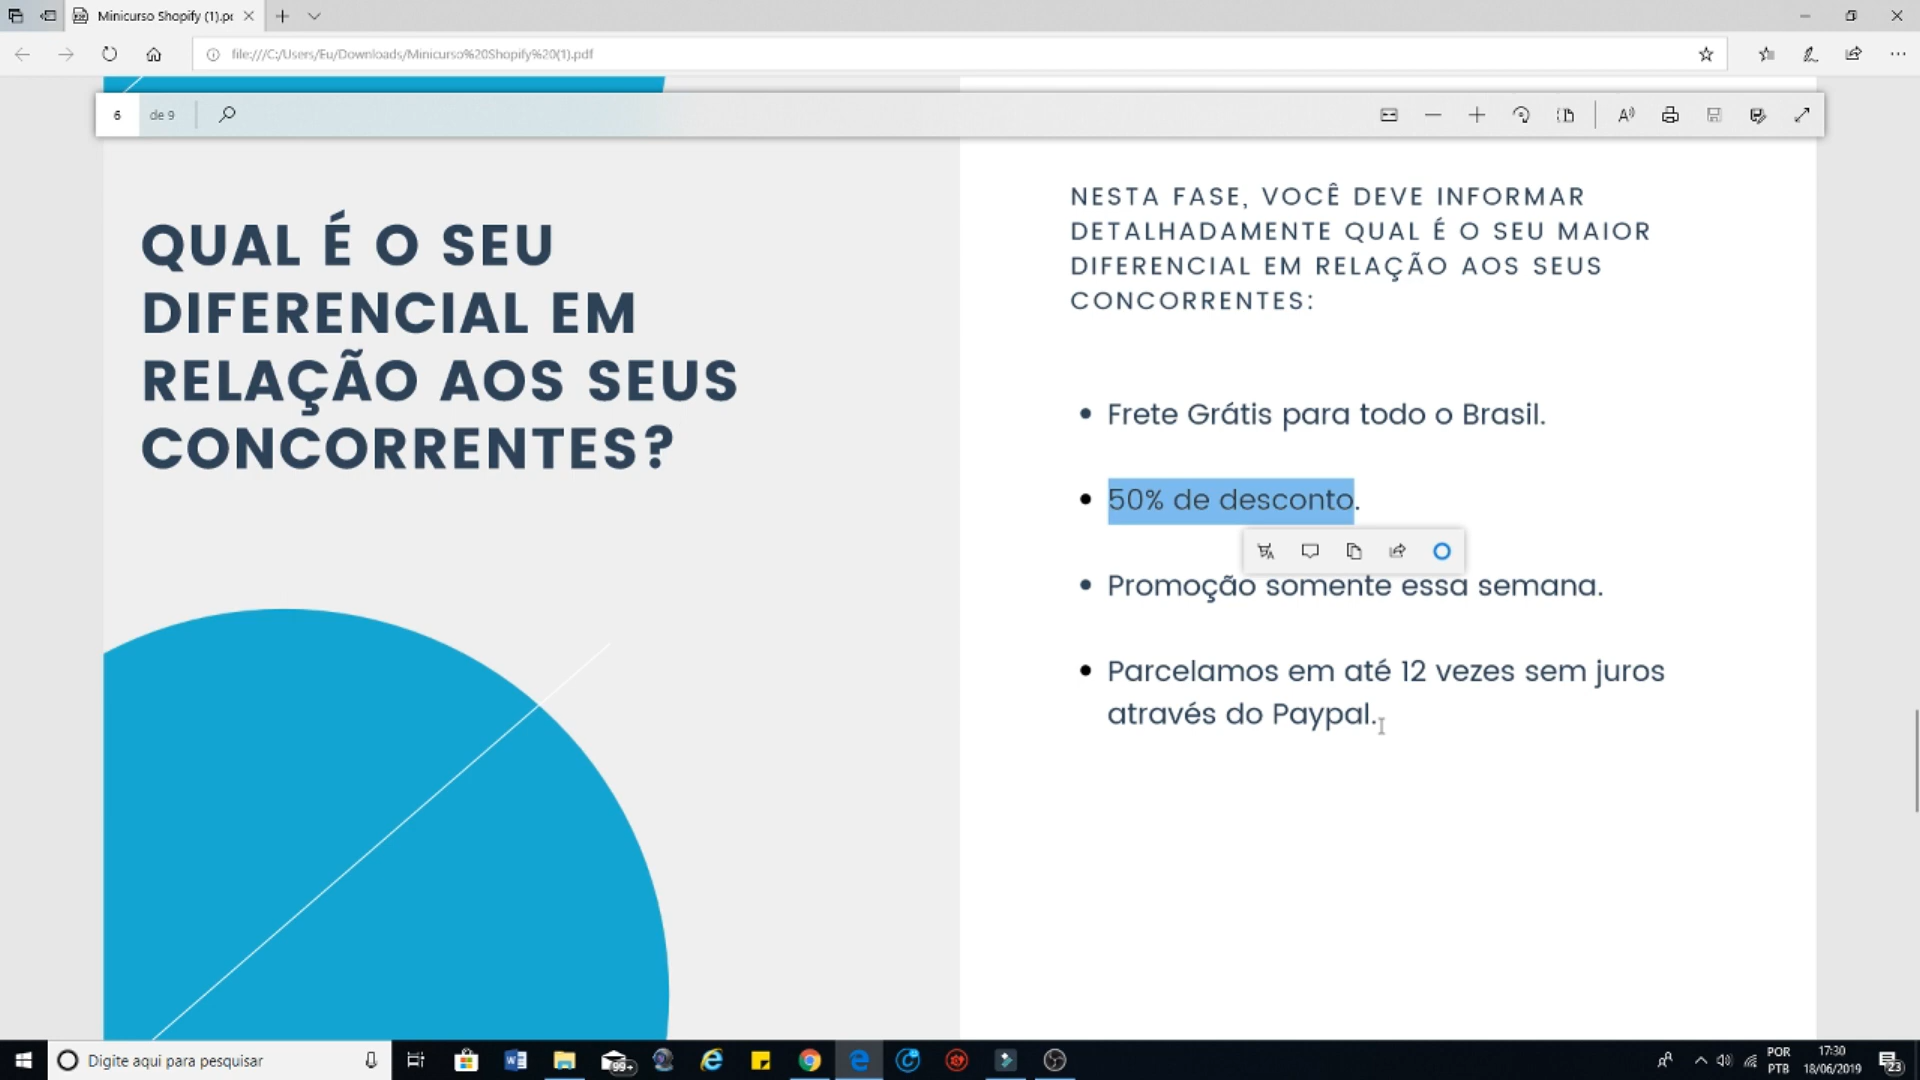 Minicurso Shopify (1).pc
file:///C:/Users/Eu/Downloads/Minicurso%20Shopify%20(1).pdf
6 de 9
QUAL É O SEU
DIFERENCIAL EM
RELAÇÃO AOS SEUS
CONCORRENTES?
NESTA FASE, VOCÊ DEVE INFORMAR
DETALHADAMENTE QUAL É O SEU MAIOR
DIFERENCIAL EM RELAÇÃO AOS SEUS
CONCORRENTES:
• Frete Grátis para todo o Brasil.
• 50% de desconto.
• Promoção somente essa semana.
• Parcelamos em até 12 vezes sem juros
através do Paypal.
Digite aqui para pesquisar
99+
POR
PTB
17:30
18/06/2019
23